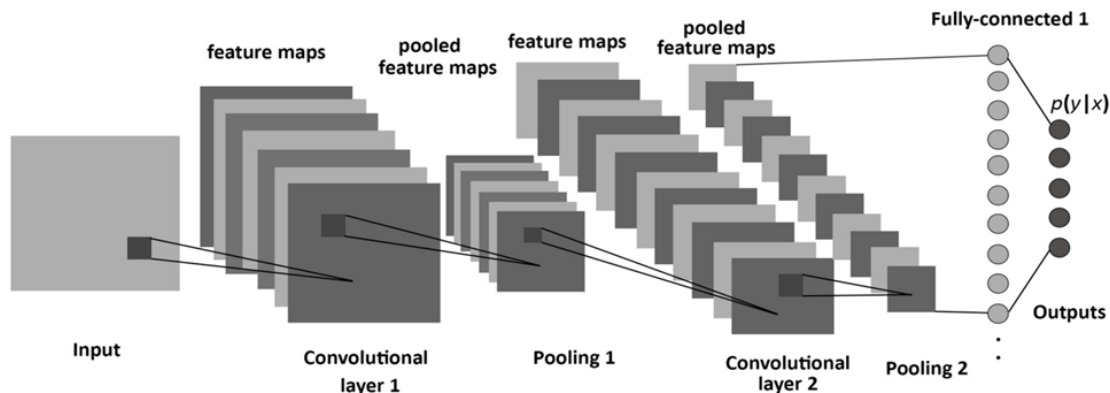 Fully-connected 1
feature maps
pooled
feature maps
feature maps
pooled
feature maps
p(y|x)
Input
Convolutional
layer 1
Pooling 1
Convolutional
layer 2
Pooling 2
Outputs